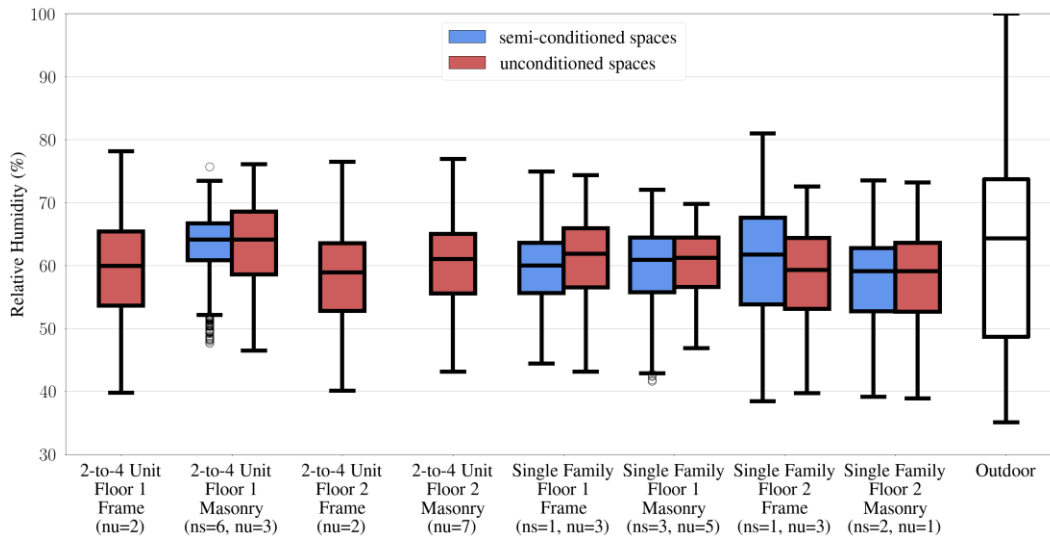 100
90
80
70
60
50
40
30
Relative Humidity (%)
semi-conditioned spaces
unconditioned spaces
2-to-4 Unit
Floor 1
Frame
(nu=2)
2-to-4 Unit
Floor 1
Masonry
(ns=6, nu=3)
2-to-4 Unit
Floor 2
Frame
(nu=2)
2-to-4 Unit
Floor 2
Masonry
(nu=7)
Single Family
Floor 1
Frame
(ns=1, nu=3)
Single Family
Floor 1
Masonry
(ns=3, nu=5)
Single Family
Floor 2
Frame
(ns=1, nu=3)
Single Family
Floor 2
Masonry
(ns=2, nu=1)
Outdoor